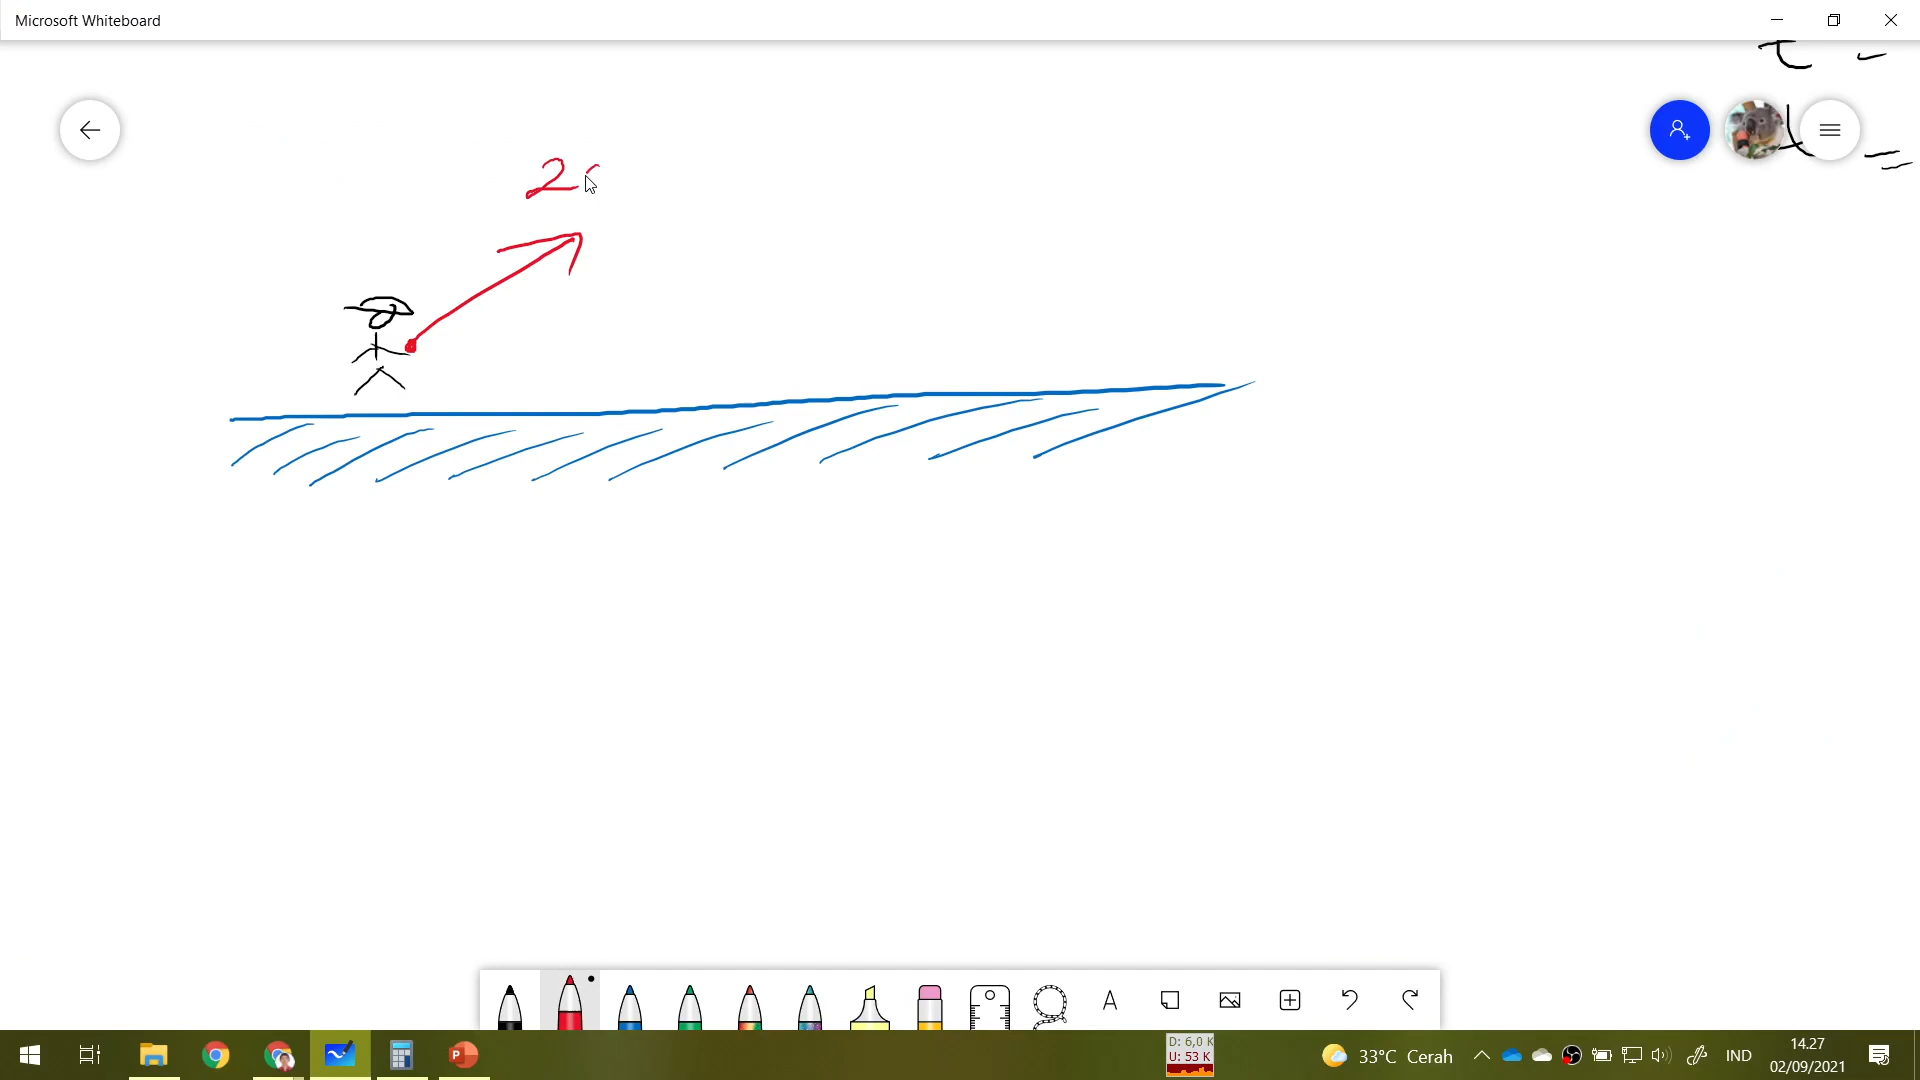 Microsoft Whiteboard
2
A
P
D: 6,0 K
U: 53 K
33°C Cerah
IND
14.27
02/09/2021